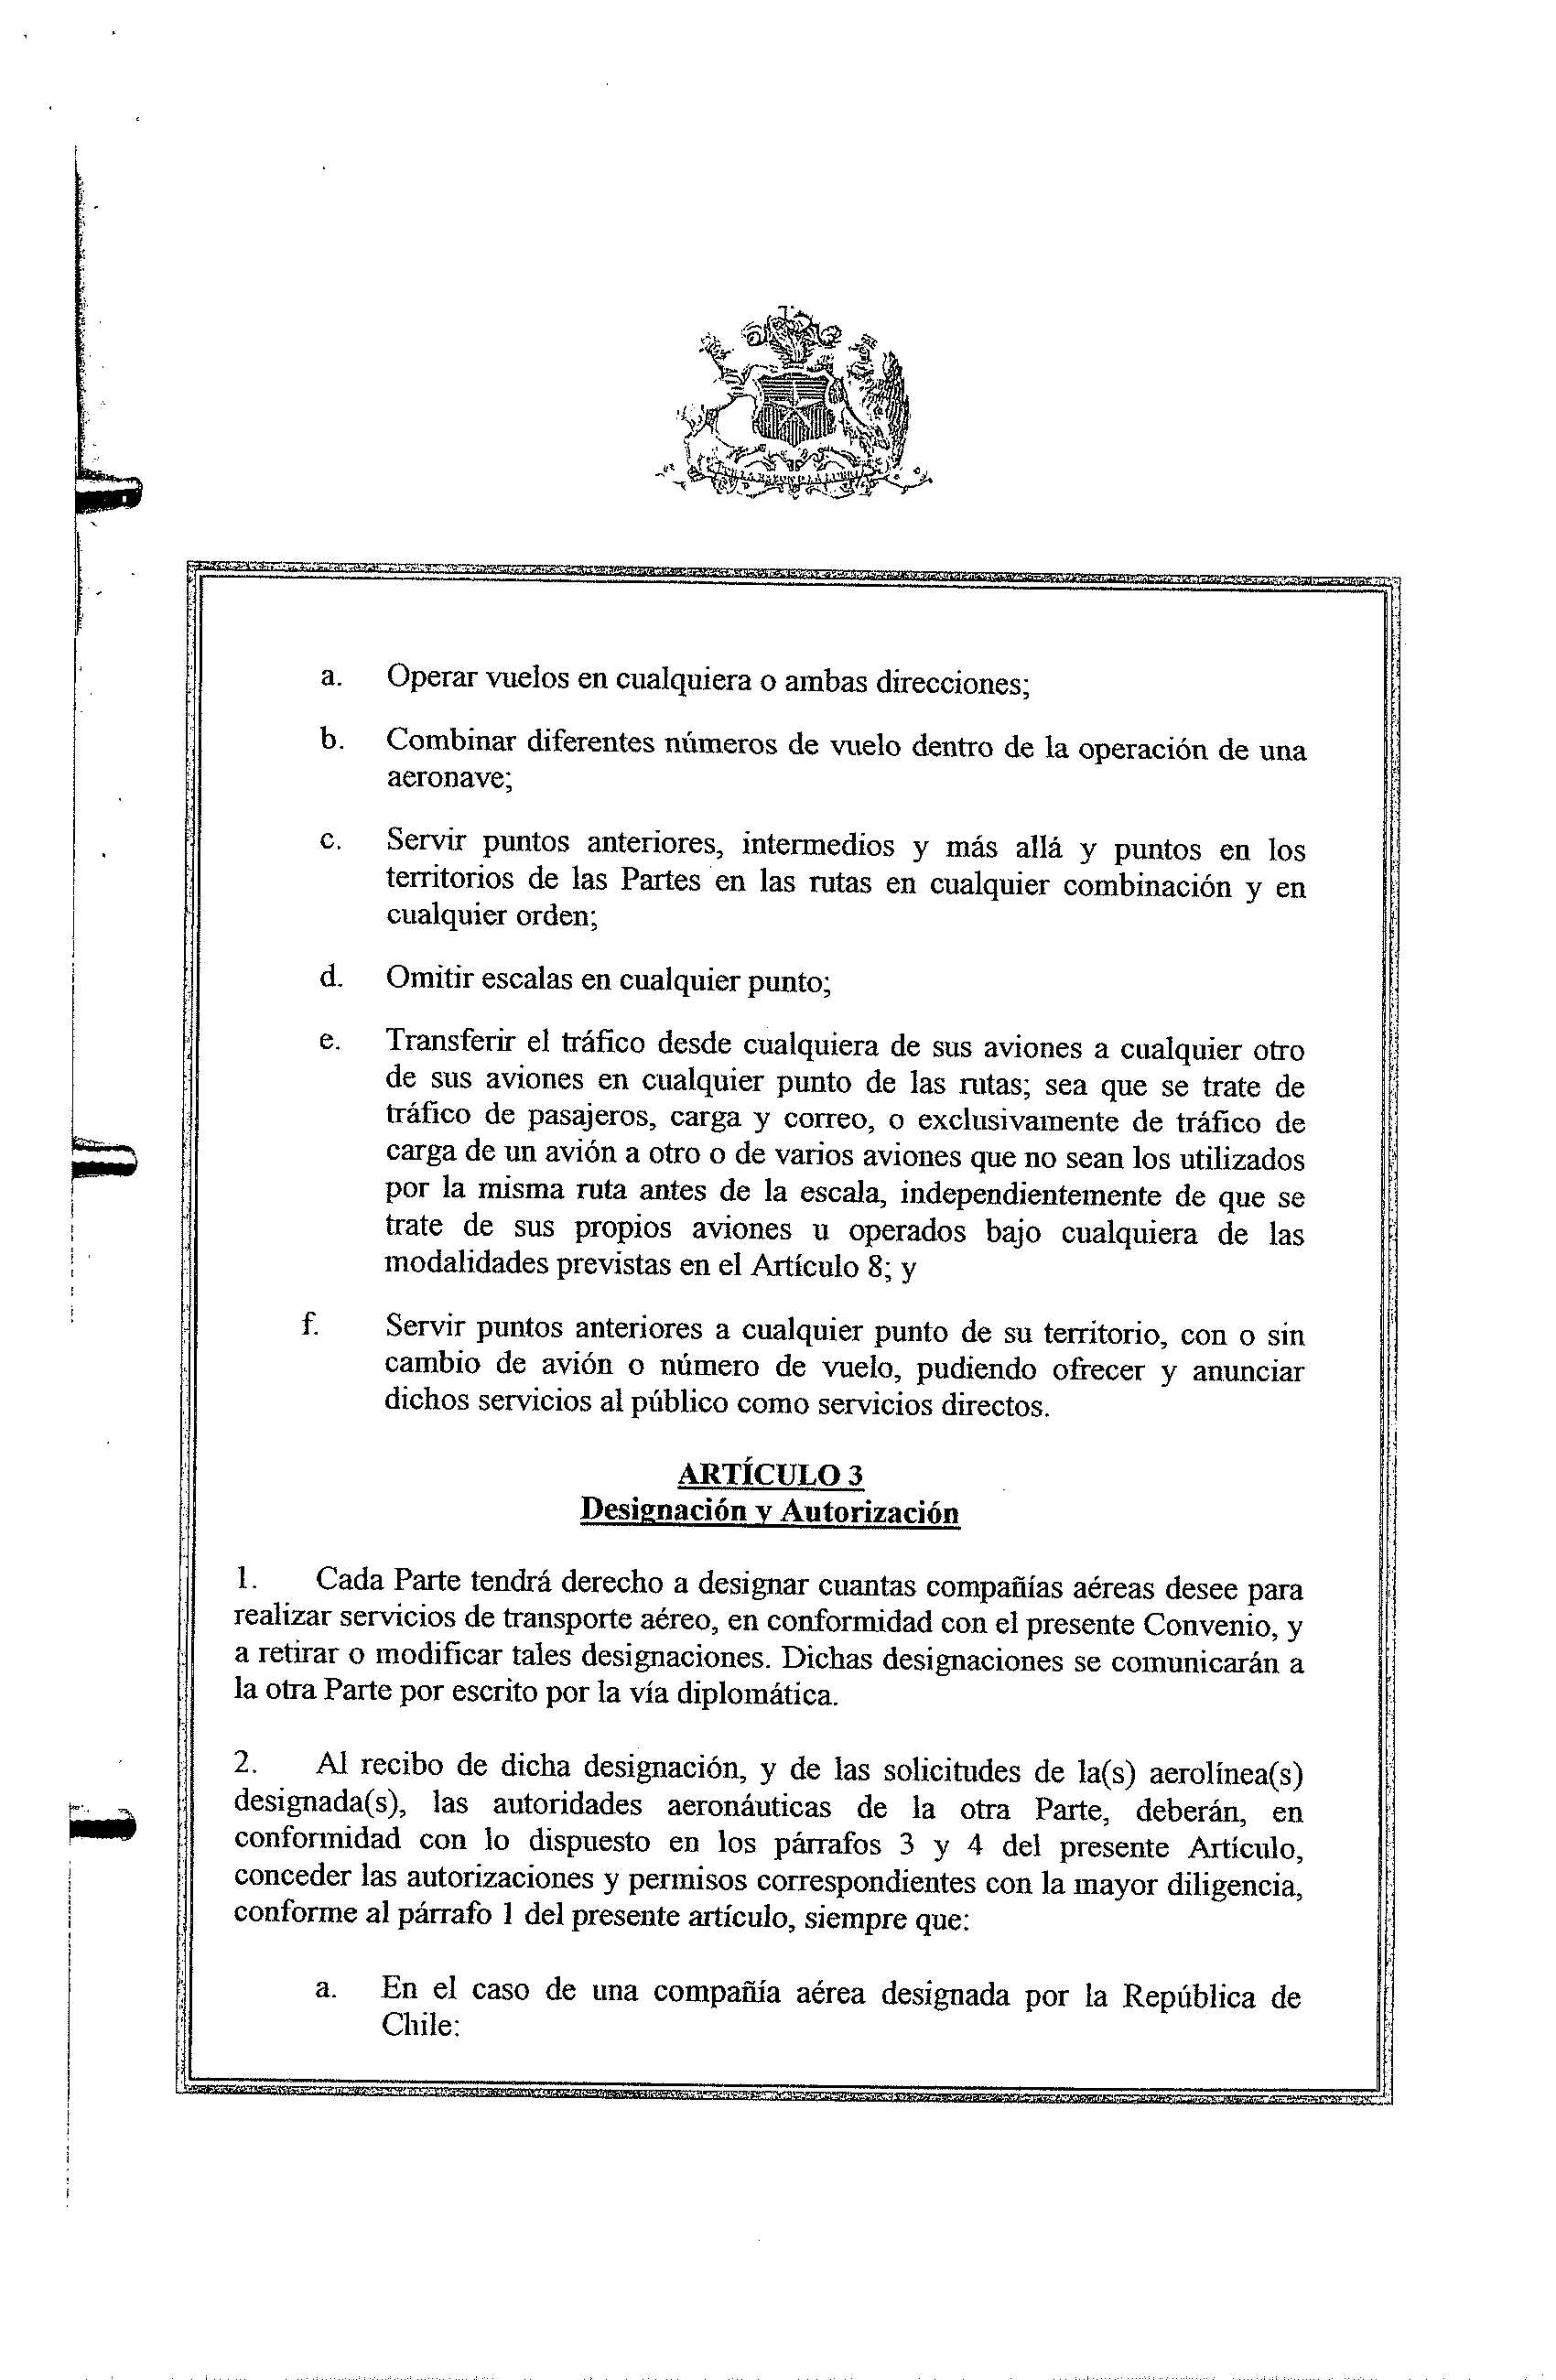 a. Operar vuelos en cualquiera o ambas direcciones;
b. Combinar diferentes números de vuelo dentro de la operación de una
aeronave;
c. Servir puntos anteriores, intermedios y más allá y puntos en los
territorios de las Partes en las rutas en cualquier combinación y en
cualquier orden;
d. Omitir escalas en cualquier punto;
e. Transferir el tráfico desde cualquiera de sus aviones a cualquier otro
de sus aviones en cualquier punto de las rutas; sea que se trate de
tráfico de pasajeros, carga y correo, o exclusivamente de tráfico de
carga de un avión a otro o de varios aviones que no sean los utilizados
por la misma ruta antes de la escala, independientemente de que se
trate de sus propios aviones u operados bajo cualquiera de las
modalidades previstas en el Artículo 8; y
f. Servir puntos anteriores a cualquier punto de su territorio, con o sin
cambio de avión o número de vuelo, pudiendo ofrecer y anunciar
dichos servicios al público como servicios directos.
ARTÍCULO 3
Designación y Autorización
1. Cada Parte tendrá derecho a designar cuantas compañías aéreas desee para
realizar servicios de transporte aéreo, en conformidad con el presente Convenio, y
a retirar o modificar tales designaciones. Dichas designaciones se comunicarán a
la otra Parte por escrito por la vía diplomática.
2. Al recibo de dicha designación, y de las solicitudes de la(s) aerolínea(s)
designada(s), las autoridades aeronáuticas de la otra Parte, deberán, en
conformidad con lo dispuesto en los párrafos 3 y 4 del presente Artículo,
conceder las autorizaciones y permisos correspondientes con la mayor diligencia,
conforme al párrafo 1 del presente artículo, siempre que:
a. En el caso de una compañía aérea designada por la República de
Chile: